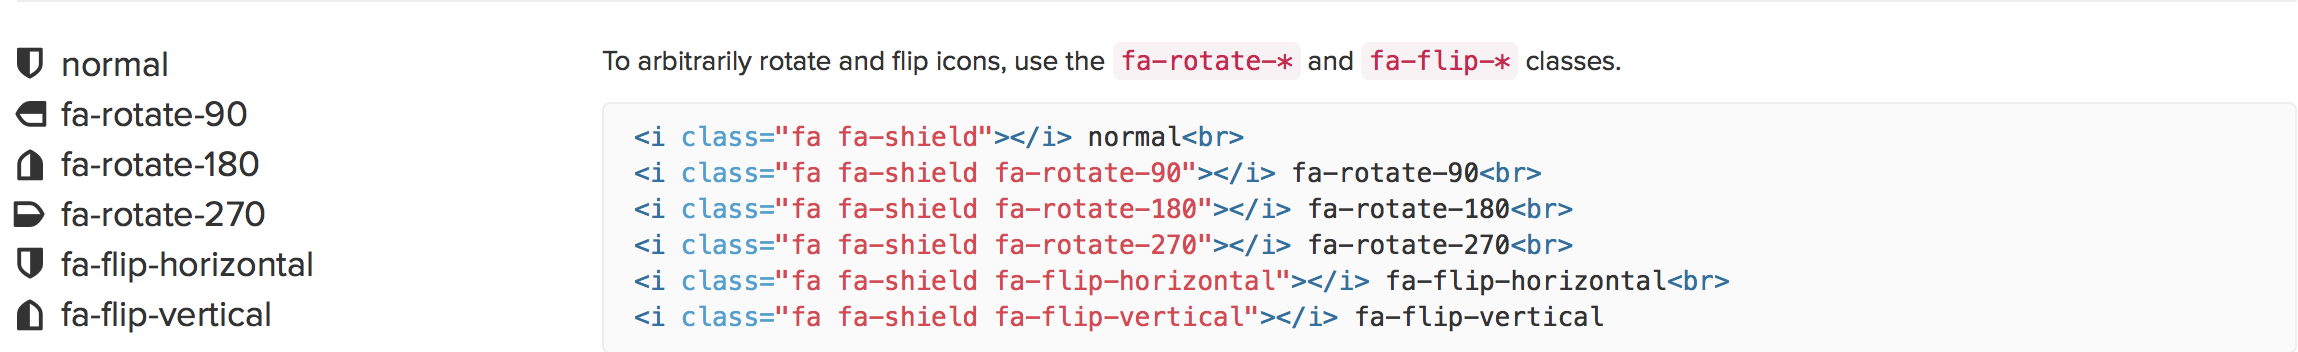 normal
fa-rotate-90
fa-rotate-180
fa-rotate-270
fa-flip-horizontal
fa-flip-vertical
To arbitrarily rotate and flip icons, use the fa-rotate-* and fa-flip-* classes.
<i class="fa fa-shield"></i> normal<br>
<i class="fa fa-shield fa-rotate-90"></i> fa-rotate-90<br>
<i class="fa fa-shield fa-rotate-180"></i> fa-rotate-180<br>
<i class="fa fa-shield fa-rotate-270"></i> fa-rotate-270<br>
<i class="fa fa-shield fa-flip-horizontal"></i> fa-flip-horizontal<br>
<i class="fa fa-shield fa-flip-vertical"></i> fa-flip-vertical